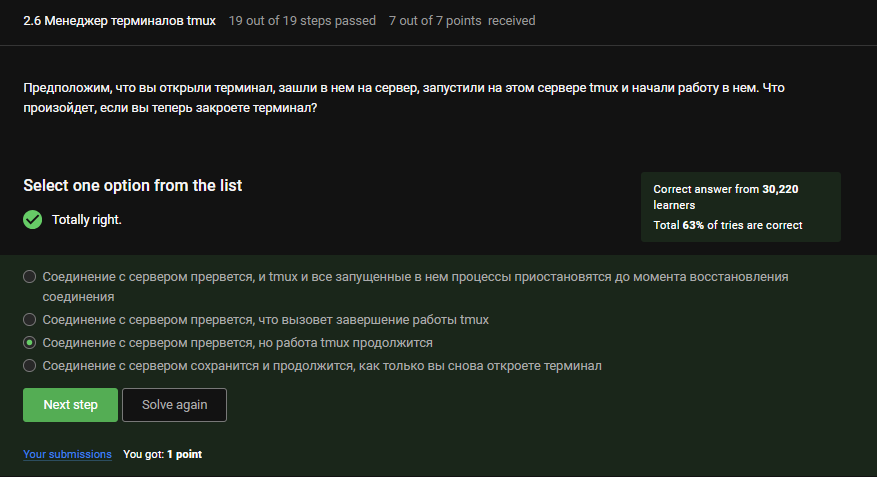 2.6 Менеджер терминалов tmux 19 out of 19 steps passed 7 out of 7 points received
Предположим, что вы открыли терминал, зашли в нем на сервер, запустили на этом сервере tmux и начали работу в нем. Что
произойдет, если вы теперь закроете терминал?
Select one option from the list
Totally right.
Correct answer from 30,220
learners
Total 63% of tries are correct
Соединение с сервером прервется, и tmux и все запущенные в нем процессы приостановятся до момента восстановления
соединения
Соединение с сервером прервется, что вызовет завершение работы tmux
Соединение с сервером прервется, но работа tmux продолжится
Соединение с сервером сохранится и продолжится, как только вы снова откроете терминал
Next step Solve again
Your submissions You got: 1 point